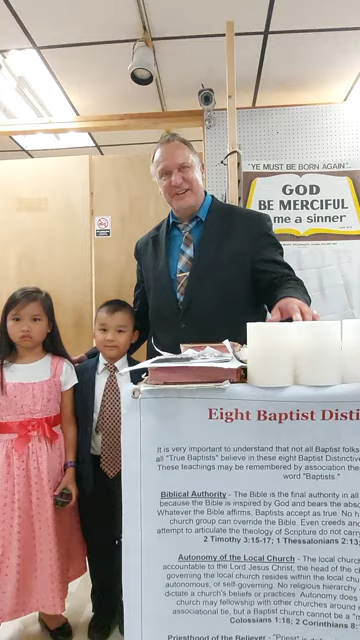 "YE MUST BE BORN AGAIN"
GOD
BE MERCIFUL
me a sinner
Eight Baptist Disti
It is very important to understand that not all Baptist folks
all "True Baptists" believe in these eight Baptist Distinctive
These teachings may be remembered by association the
word "Baptists."
Biblical Authority - The Bible is the final authority in all
because the Bible is inspired by God and bears the abso
Whatever the Bible affirms, Baptists accept as true. No h
church group can override the Bible. Even creeds and
attempt to articulate the theology of Scripture do not carry
2 Timothy 3:15-17; 1 Thessalonians 2:13;
Autonomy of the Local Church - The local church
accountable to the Lord Jesus Christ, the head of the ch
governing the local church resides within the local chu
autonomous, or self-governing. No religious hierarchy
dictate a church's beliefs or practices. Autonomy does
church may fellowship with other churches around
associational tie, but a Baptist church cannot be a "m
Colossians 1:18; 2 Corinthians 8:
Priesthood of the Believer - "Priest" is